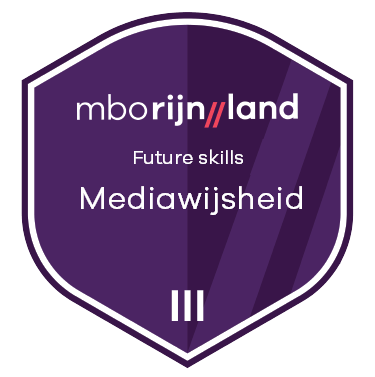 mborijn//land
Future skills
Mediawijsheid
III